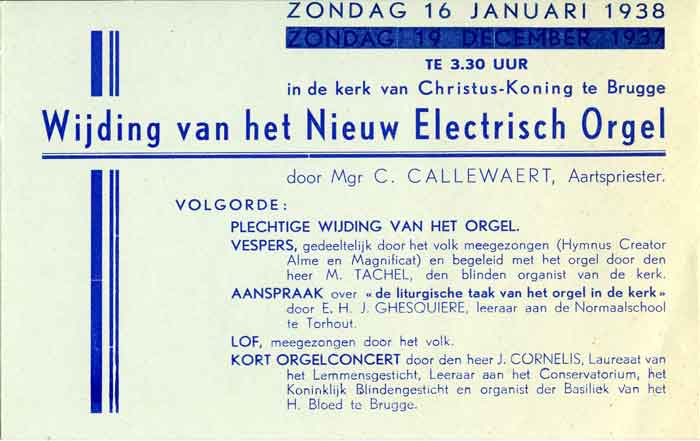 ZONDAG 16 JANUARI 1938
ZONDAG 19 DECEMBER 1937
TE 3.30 UUR
in de kerk van Christus-Koning te Brugge
Wijding van het Nieuw Electrisch Orgel
door Mgr C. CALLEWAERT, Aartspriester.
VOLGORDE:
PLECHTIGE WIJDING VAN HET ORGEL.
VESPERS, gedeeltelijk door het volk meegezongen (Hymnus Creator
Alme en Magnificat) en begeleid met het orgel door den
heer M. TACHEL, den blinden organist van de kerk.
AANSPRAAK over «de liturgische taak van het orgel in de kerk»
door E. H. J. GHESQUIERE, leeraar aan de Normaalschool
te Torhout.
LOF, meegezongen door het volk.
KORT ORGELCONCERT door den heer J. CORNELIS, Laureaat van
het Lemmensgesticht, Leeraar aan het Conservatorium, het
Koninklijk Blindengesticht en organist der Basiliek van het
H. Bloed te Brugge.